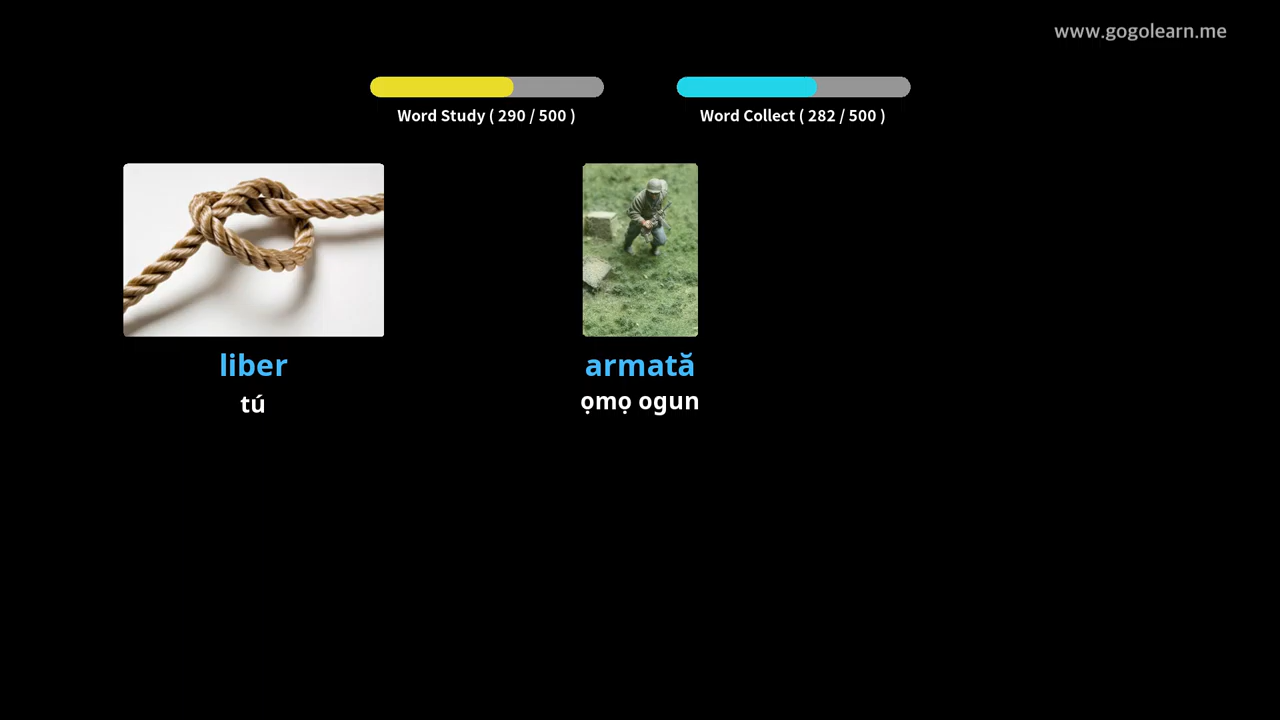 www.gogolearn.me
Word Study ( 290 / 500 )
Word Collect ( 282 / 500 )
liber
tú
armată
ọmọ ogun